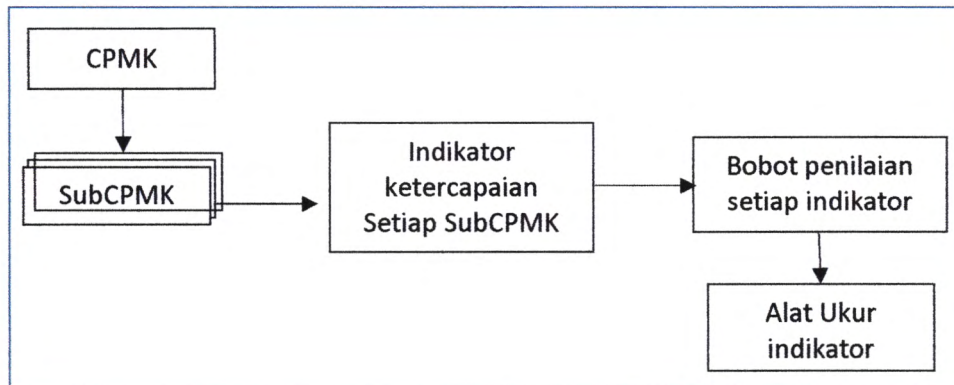 CPMK
SubCPMK
Indikator
ketercapaian
Setiap SubCPMK
Bobot penilaian
setiap indikator
Alat Ukur
indikator